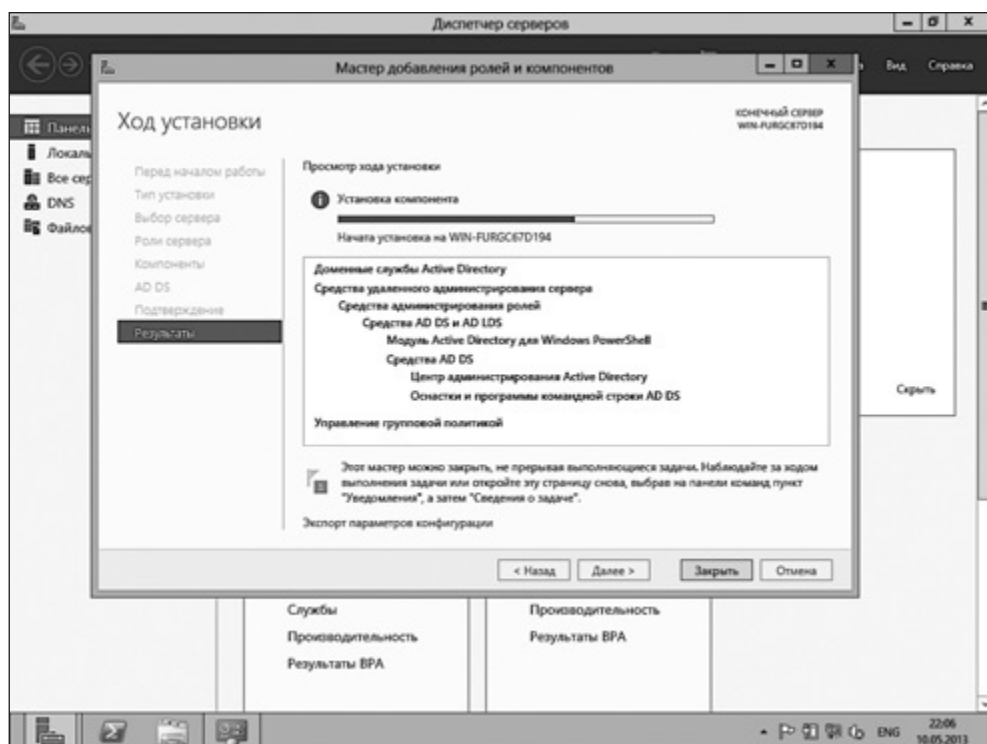 Диспетчер серверов
Вид Справка
Мастер добавления ролей и компонентов
Ход установки
КОНЕЧНЫЙ СЕРВЕР
WIN-FURGC67D194
Панель
Локаль
Все сер
DNS
Файлов
Перед началом работы
Тип установки
Выбор сервера
Роли сервера
Компоненты
AD DS
Подтверждение
Результаты
Просмотр хода установки
Установка компонента
Начата установка на WIN-FURGC67D194
Доменные службы Active Directory
Средства удаленного администрирования сервера
Средства администрирования ролей
Средства AD DS и AD LDS
Модуль Active Directory для Windows PowerShell
Средства AD DS
Центр администрирования Active Directory
Оснастки и программы командной строки AD DS
Управление групповой политикой
Этот мастер можно закрыть, не прерывая выполняющиеся задачи. Наблюдайте за ходом
выполнения задачи или откройте эту страницу снова, выбрав на панели команд пункт
"Уведомления", а затем "Сведения о задаче".
Экспорт параметров конфигурации
< Назад Далее > Закрыть Отмена
Скрыть
Службы
Производительность
Результаты BPA
Производительность
Результаты BPA
ENG 22:06
10.05.2013